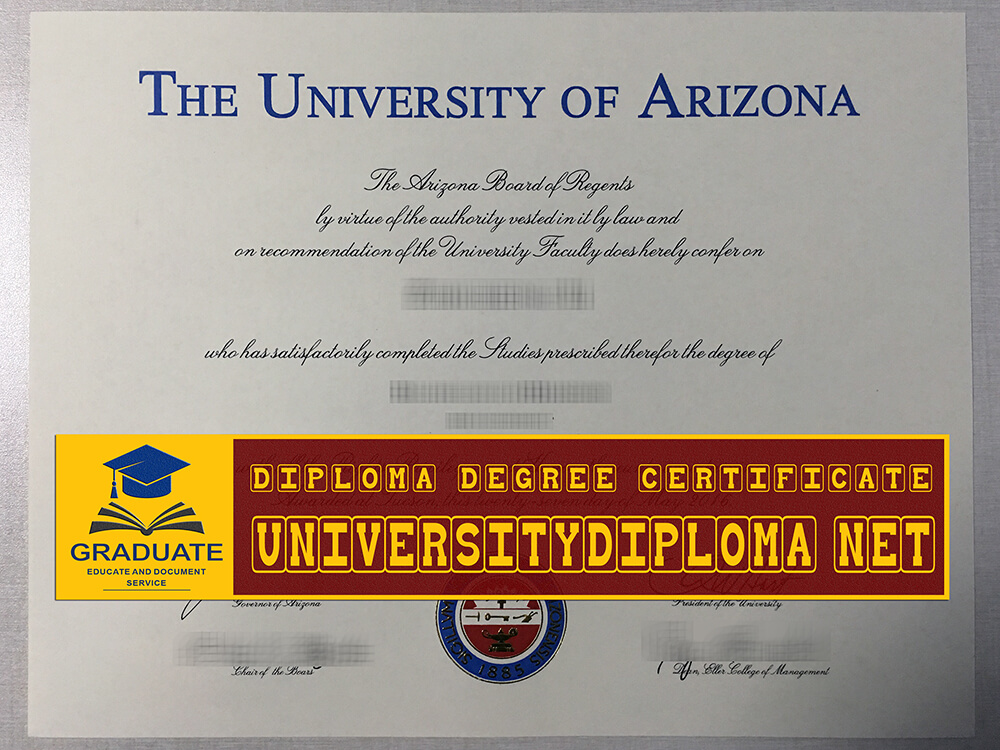 THE UNIVERSITY OF ARIZONA
The Arizona Board of Regents
by virtue of the authority vested in it by law and
on recommendation of the University Faculty does hereby confer on
who has satisfactorily completed the Studies prescribed therefor the degree of
DIPLOMA DEGREE CERTIFICATE
UNIVERSITYDIPLOMA NET
GRADUATE
EDUCATE AND DOCUMENT
SERVICE
Governor of Arizona
President of the University
1885
Chair of the Board
Dean, Eller College of Management